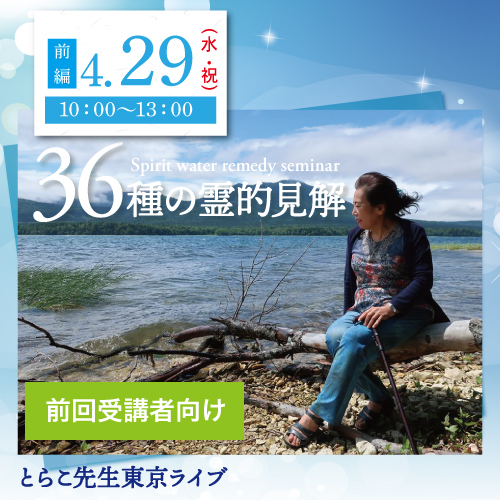 前編
4.29
（水・祝）
10：00〜13：00
Spirit water remedy seminar
36種の霊的見解
前回受講者向け
とらこ先生東京ライブ